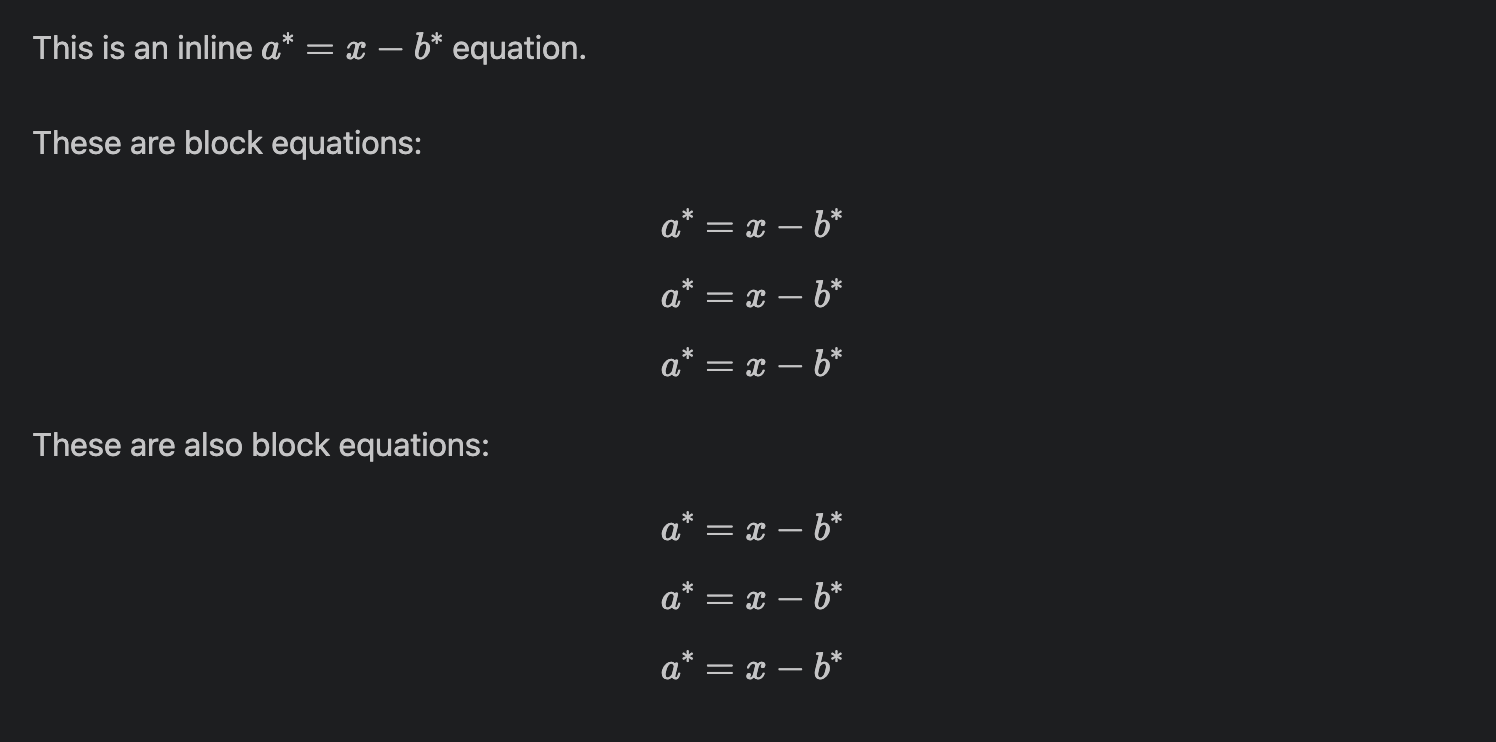 This is an inline a* = x − b* equation.
These are block equations:
a* = x − b*
a* = x − b*
a* = x − b*
These are also block equations:
a* = x − b*
a* = x − b*
a* = x − b*